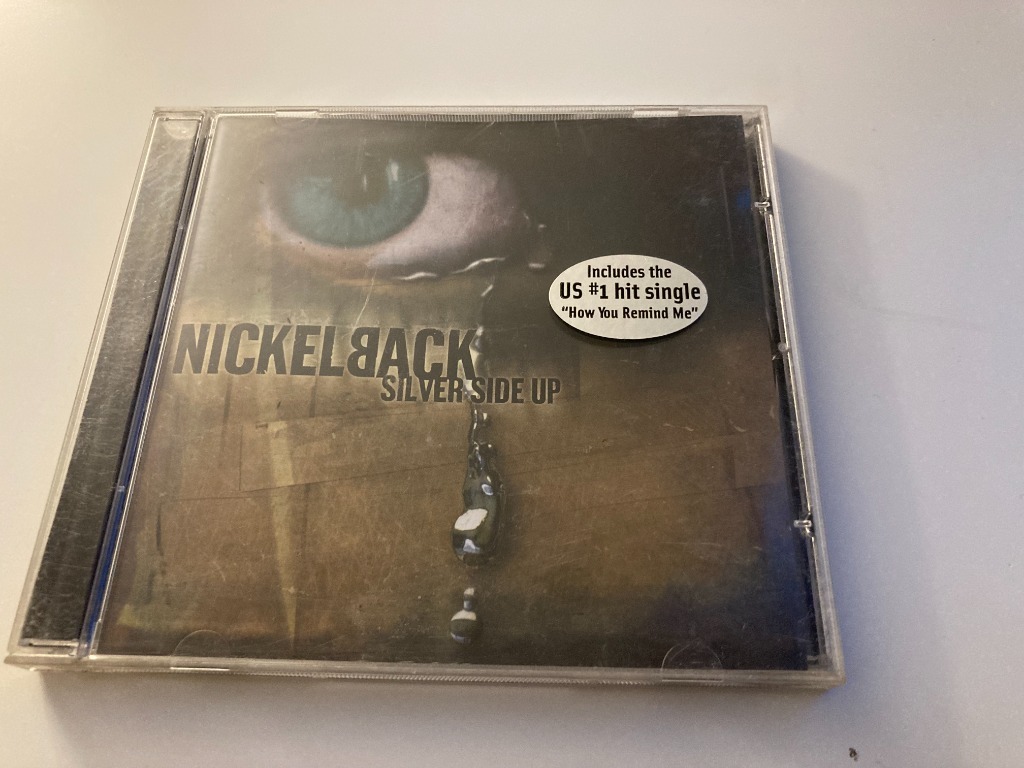 Includes the
US #1 hit single
"How You Remind Me"
NICKELBACK
SILVER SIDE UP